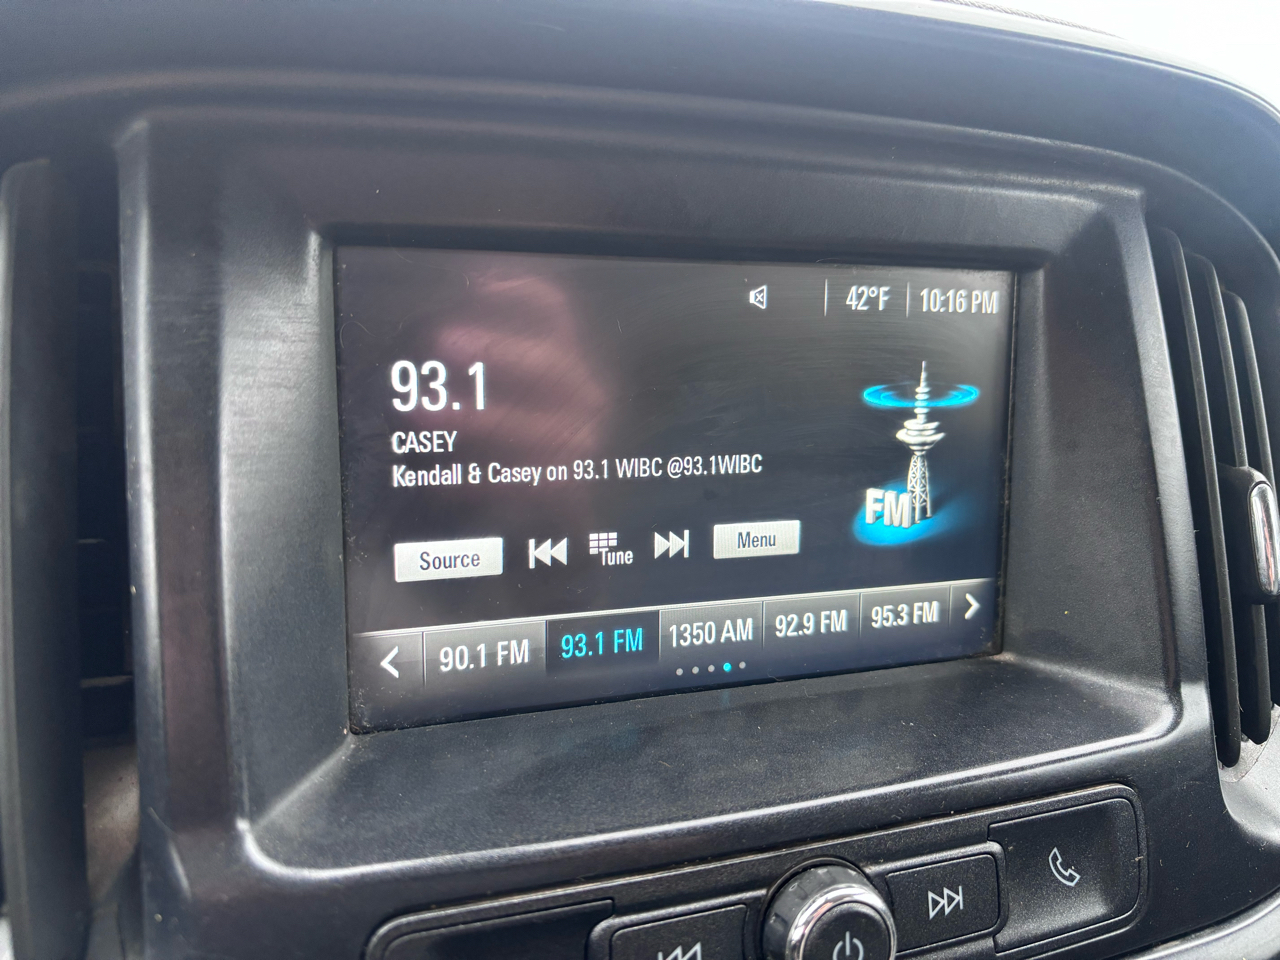 42°F 10:16 PM
93.1
CASEY
Kendall & Casey on 93.1 WIBC @93.1WIBC
FM
Source Tune Menu
90.1 FM 93.1 FM 1350 AM 92.9 FM 95.3 FM